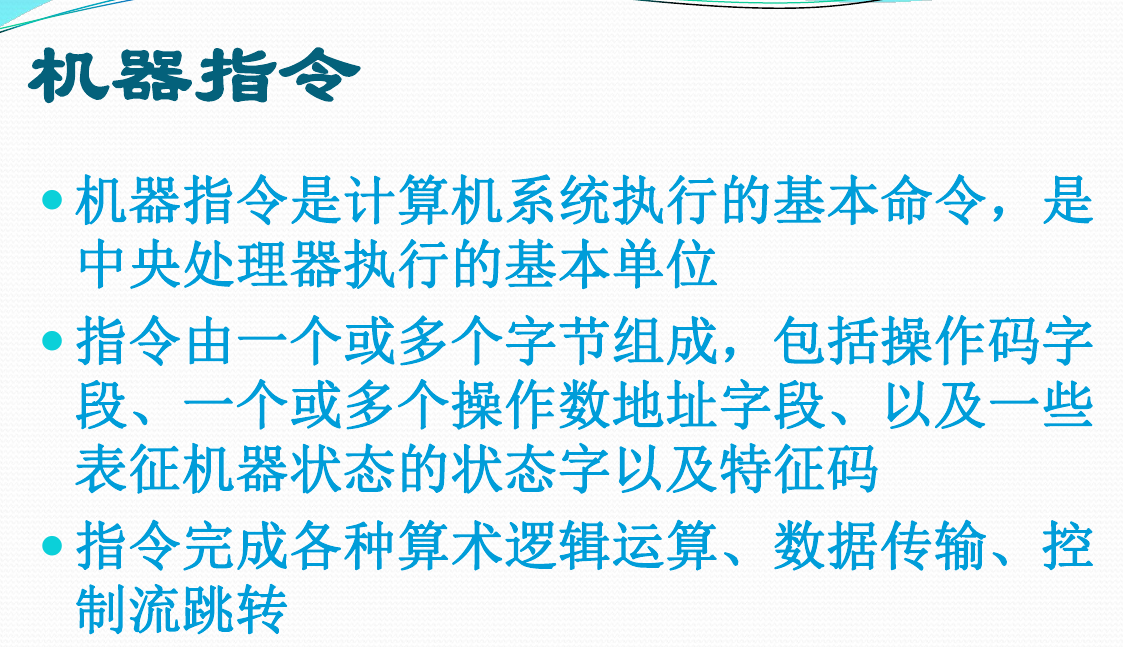 机器指令
•机器指令是计算机系统执行的基本命令，是
中央处理器执行的基本单位
•指令由一个或多个字节组成，包括操作码字
段、一个或多个操作数地址字段、以及一些
表征机器状态的状态字以及特征码
•指令完成各种算术逻辑运算、数据传输、控
制流跳转